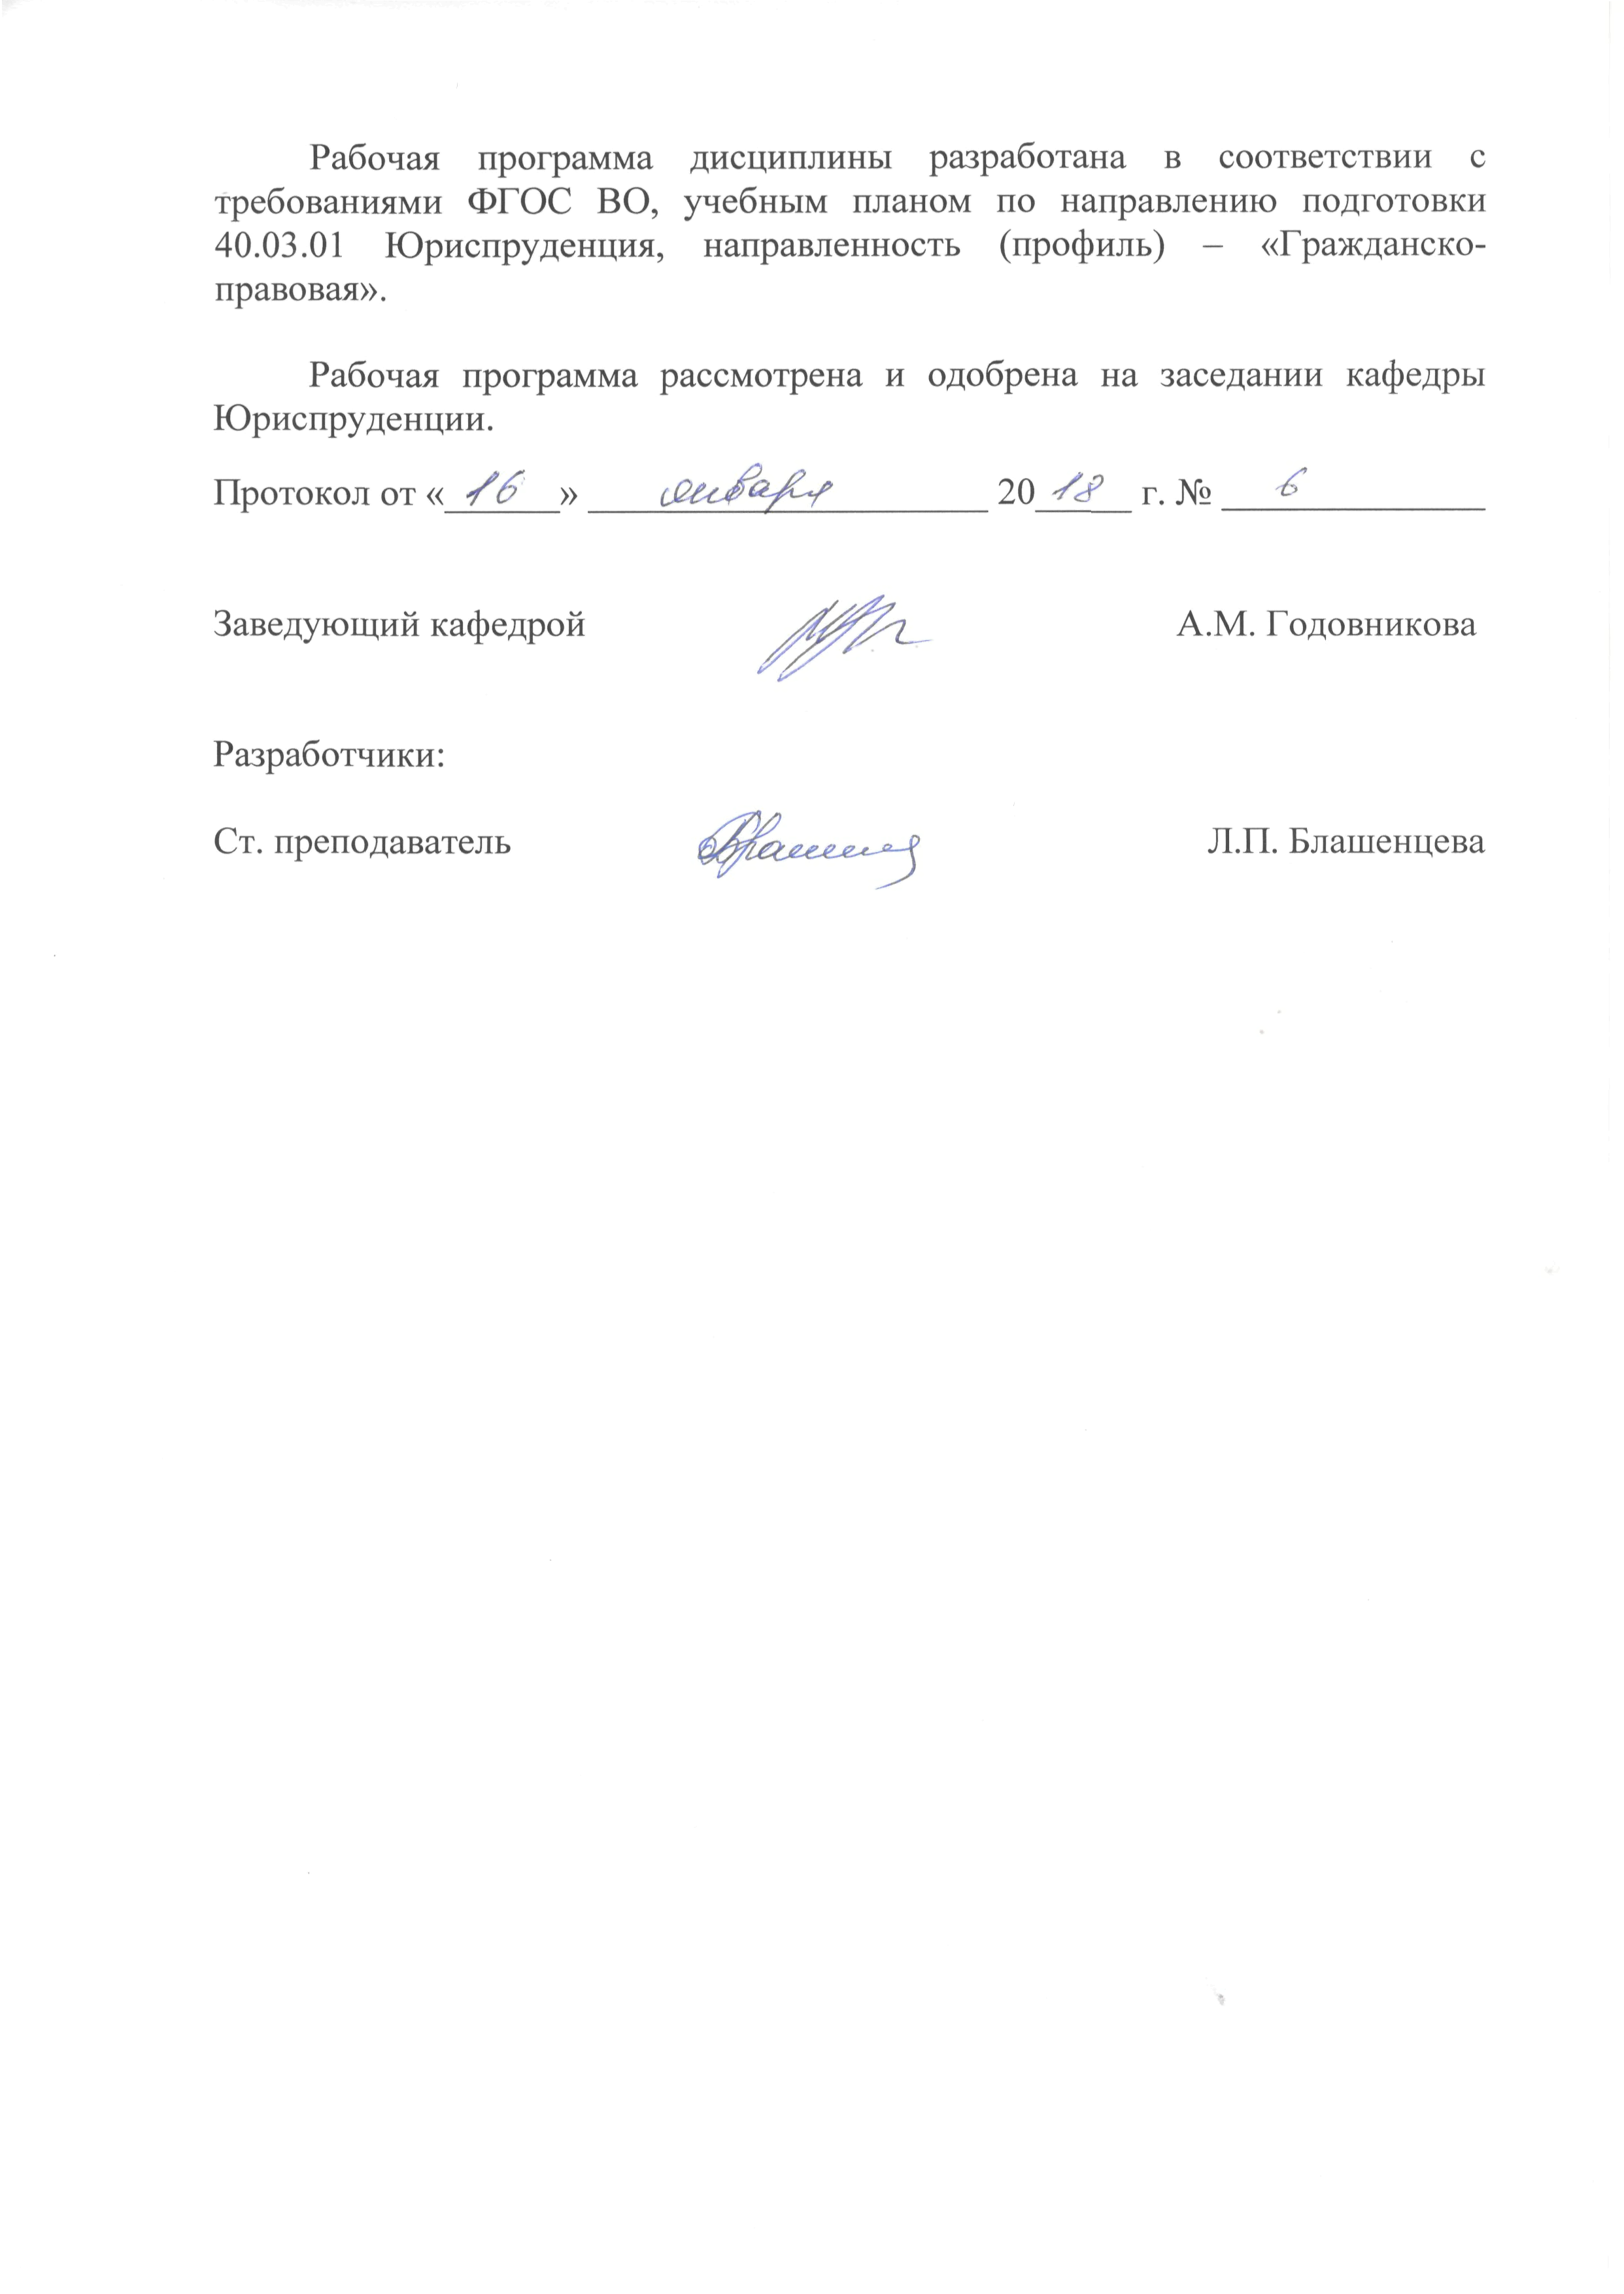 Рабочая программа дисциплины разработана в соответствии с
требованиями ФГОС ВО, учебным планом по направлению подготовки
40.03.01 Юриспруденция, направленность (профиль) – «Гражданско-
правовая».
Рабочая программа рассмотрена и одобрена на заседании кафедры
Юриспруденции.
Протокол от «16» января 2018 г. № 6
Заведующий кафедрой А.М. Годовникова
Разработчики:
Ст. преподаватель Л.П. Блашенцева